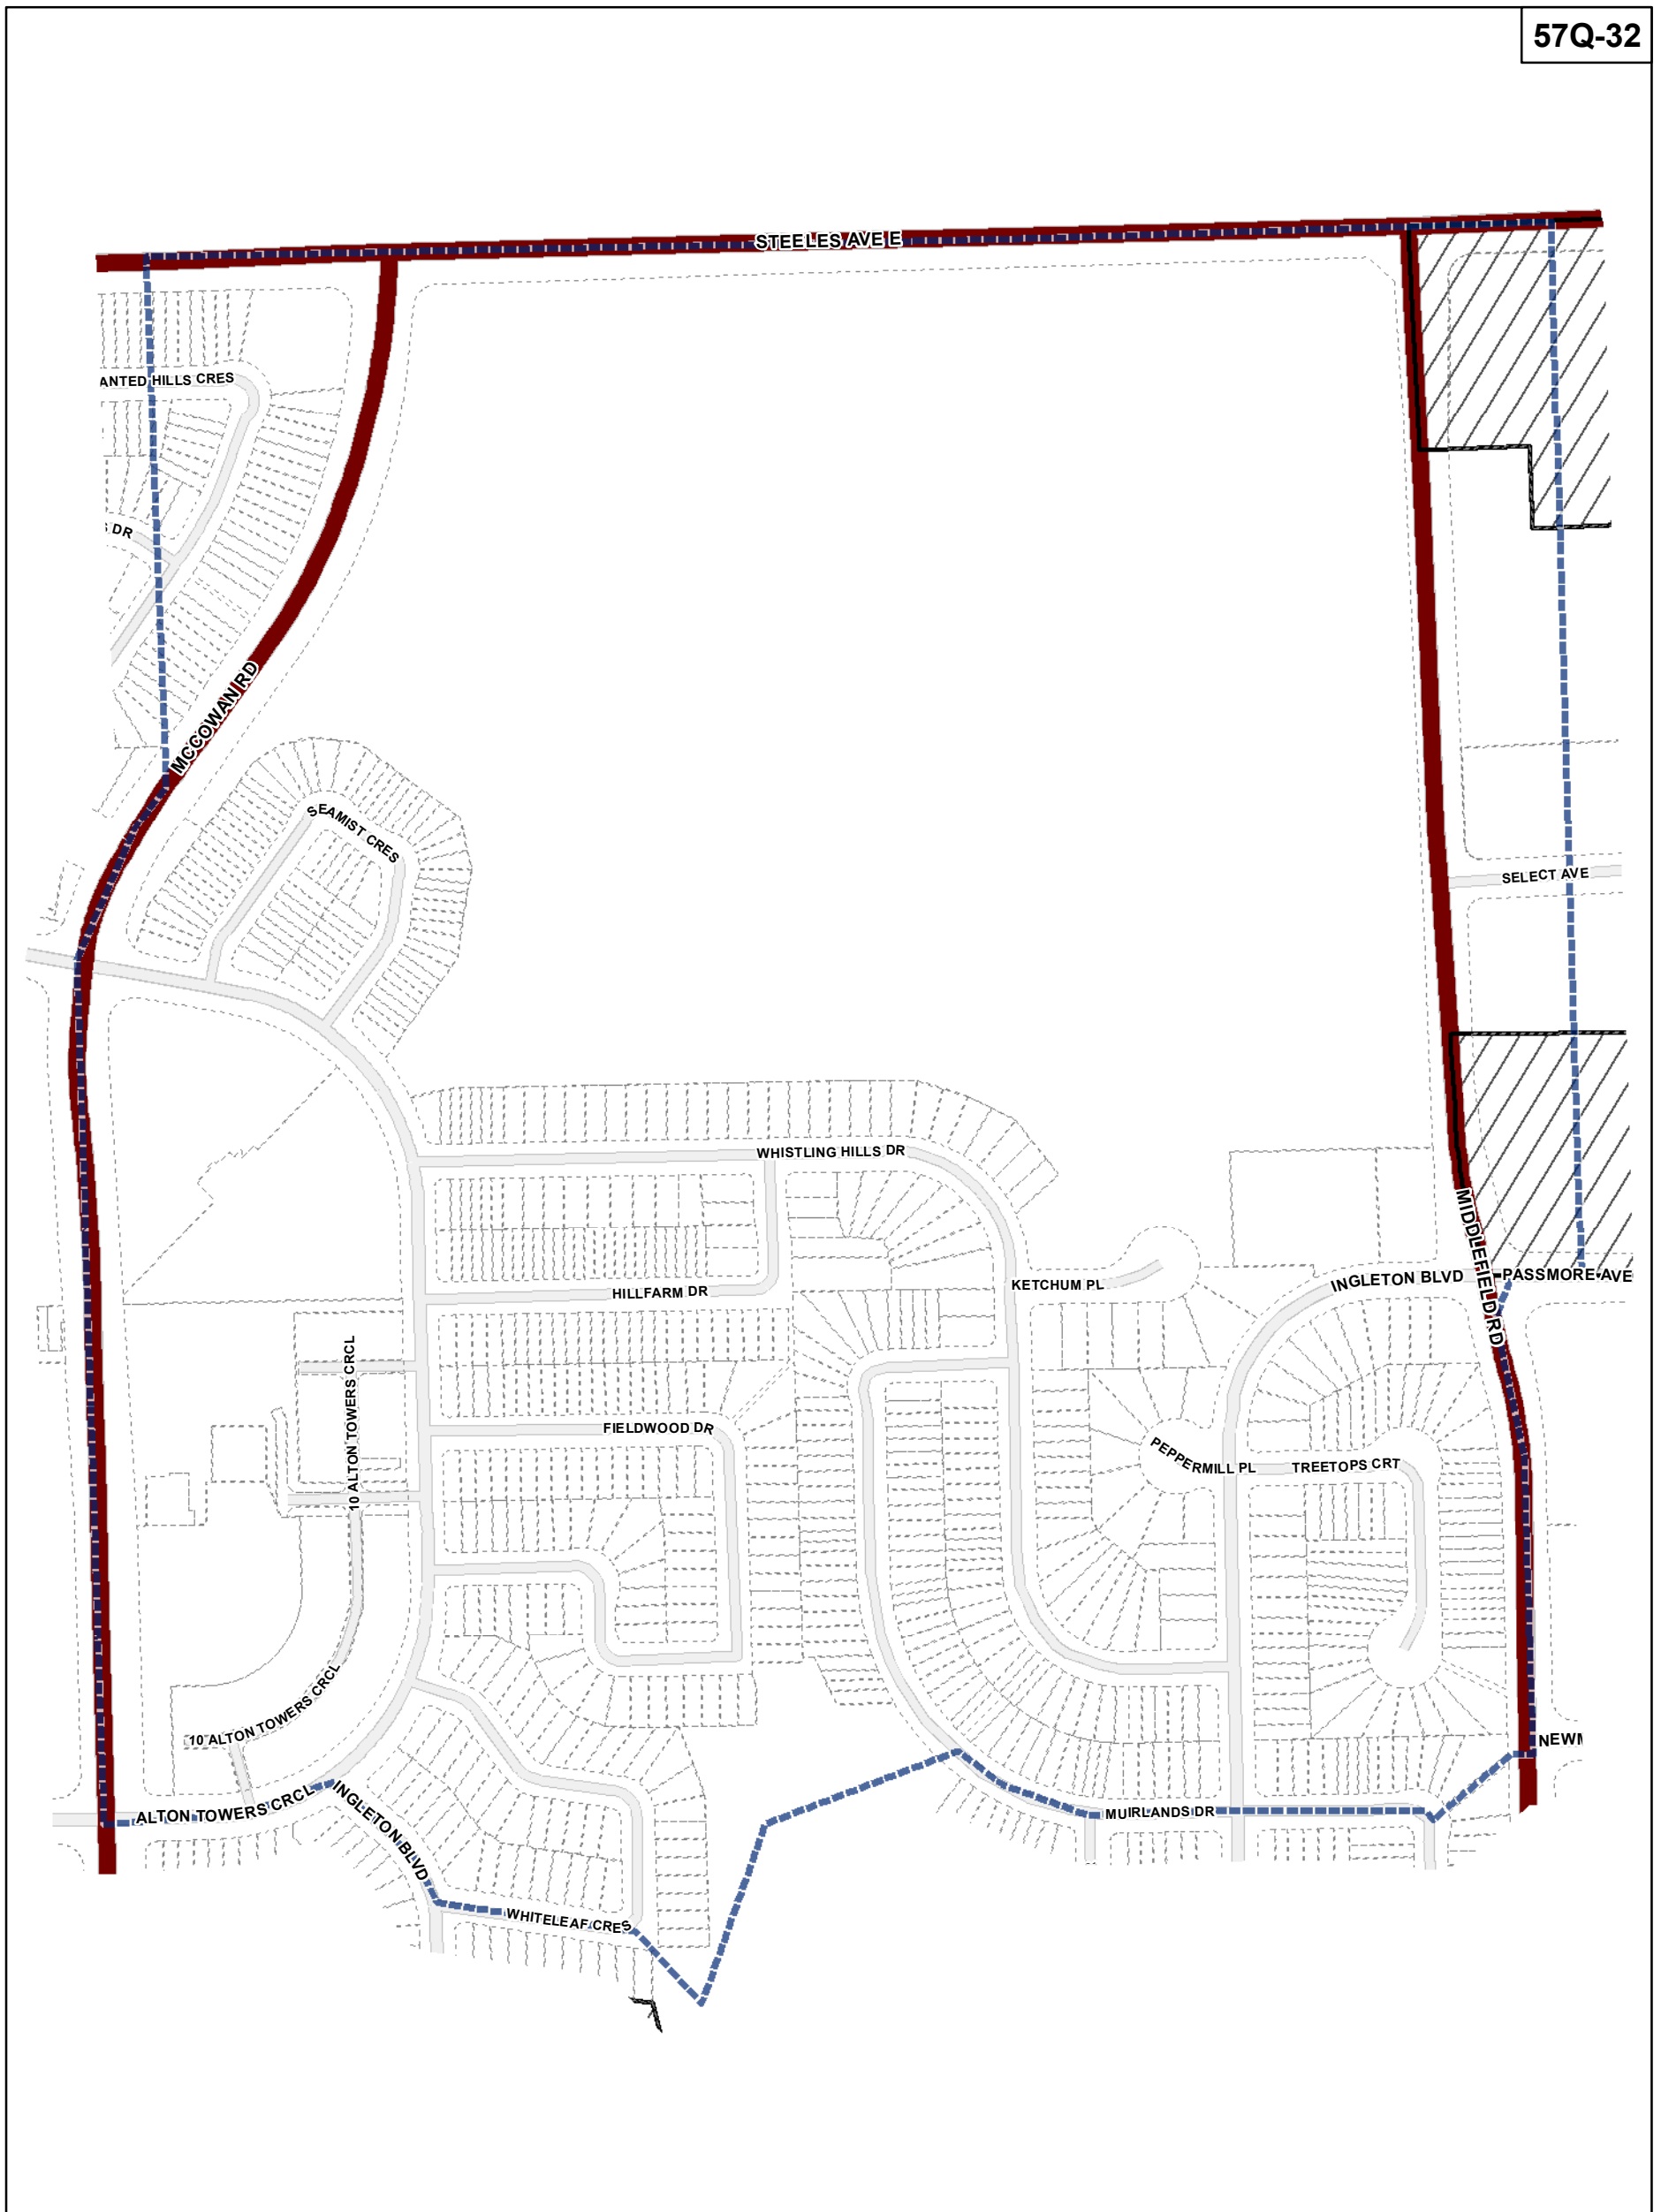 57Q-32
STEELES AVE E
ANTED HILLS CRES
S DR
MCCOWAN RD
SEAMIST CRES
SELECT AVE
WHISTLING HILLS DR
MIDDLEFIELD RD
RD
INGLETON BLVD
PASSMORE AVE
KETCHUM PL
HILLFARM DR
10 ALTON TOWERS CRCL
FIELDWOOD DR
PEPPERMILL PL
TREETOPS CRT
10 ALTON TOWERS CRCL
NEWM
ALTON TOWERS CRCL
INGLETON BLVD
MUIRLANDS DR
WHITELEAF CRES